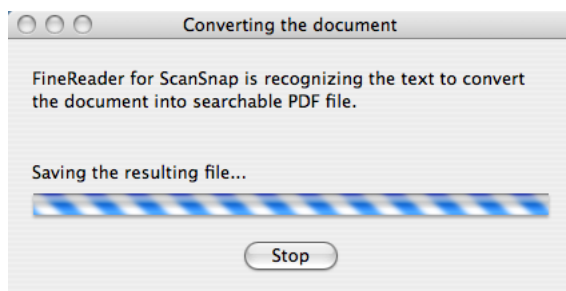 Converting the document
FineReader for ScanSnap is recognizing the text to convert
the document into searchable PDF file.
Saving the resulting file...
Stop